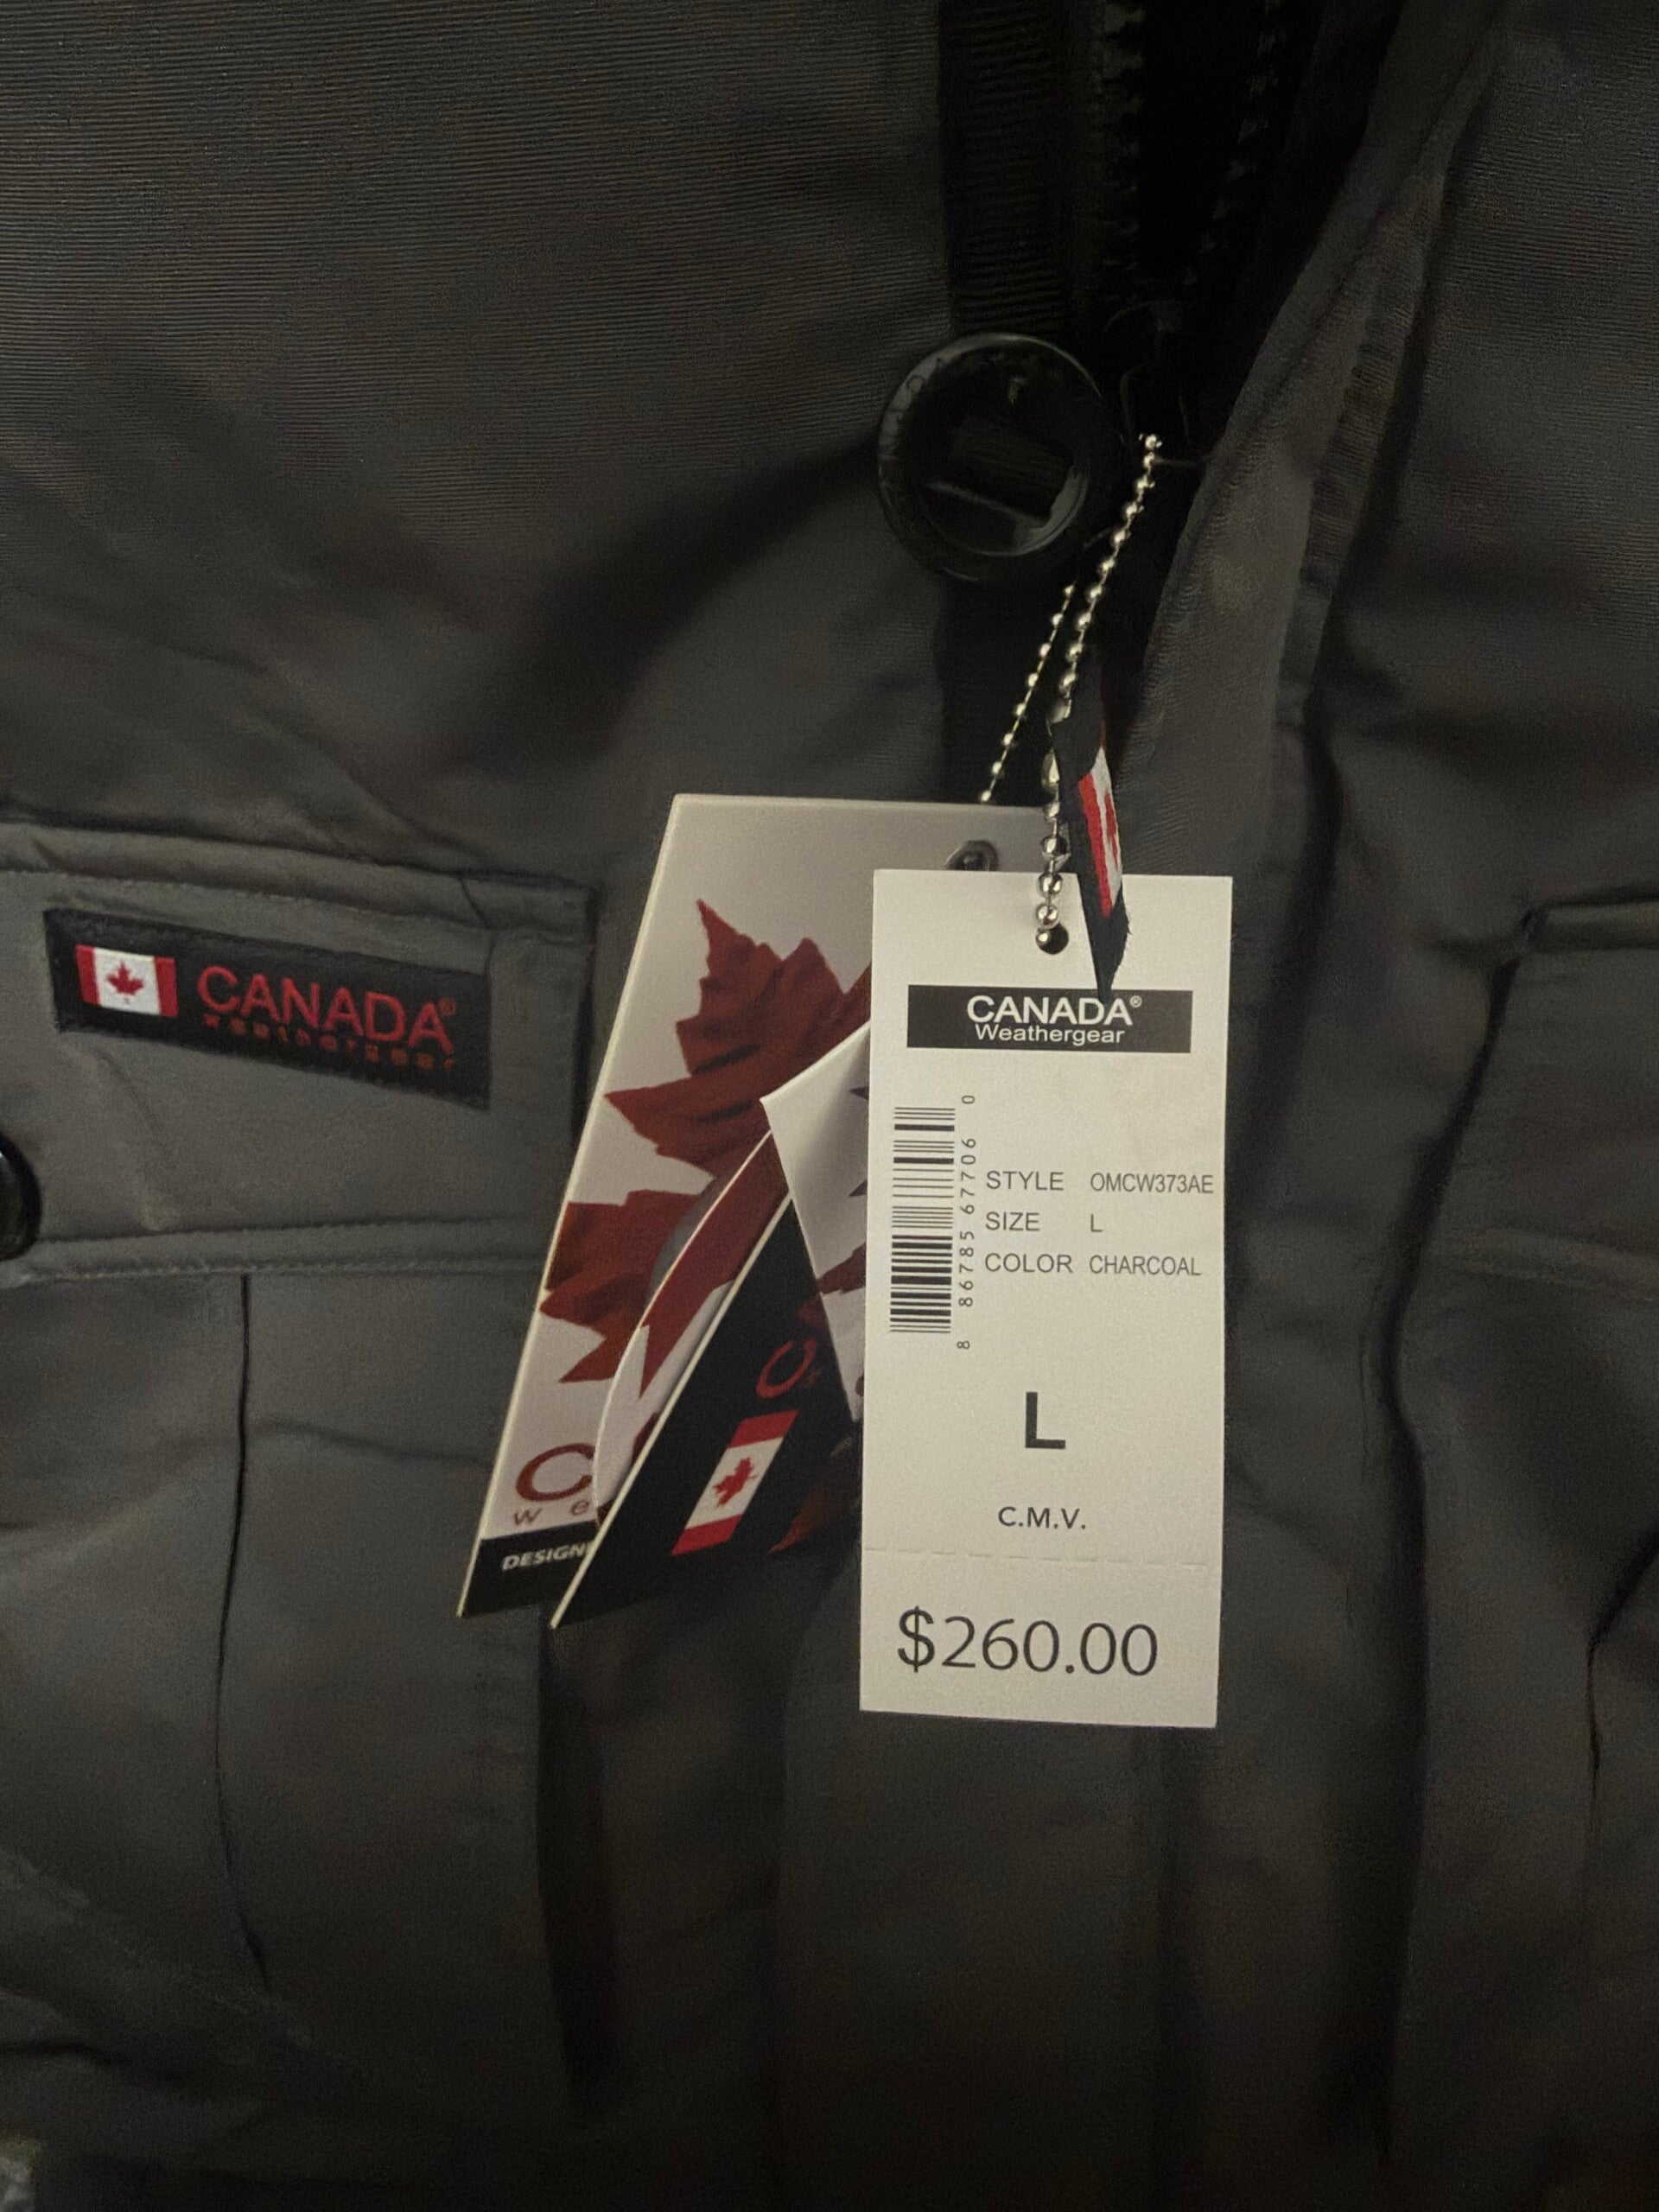 CANADA®
weathergear
CANADA®
Weathergear
8 86785 67706 0
STYLE OMCW373AE
SIZE L
COLOR CHARCOAL
L
C.M.V.
$260.00